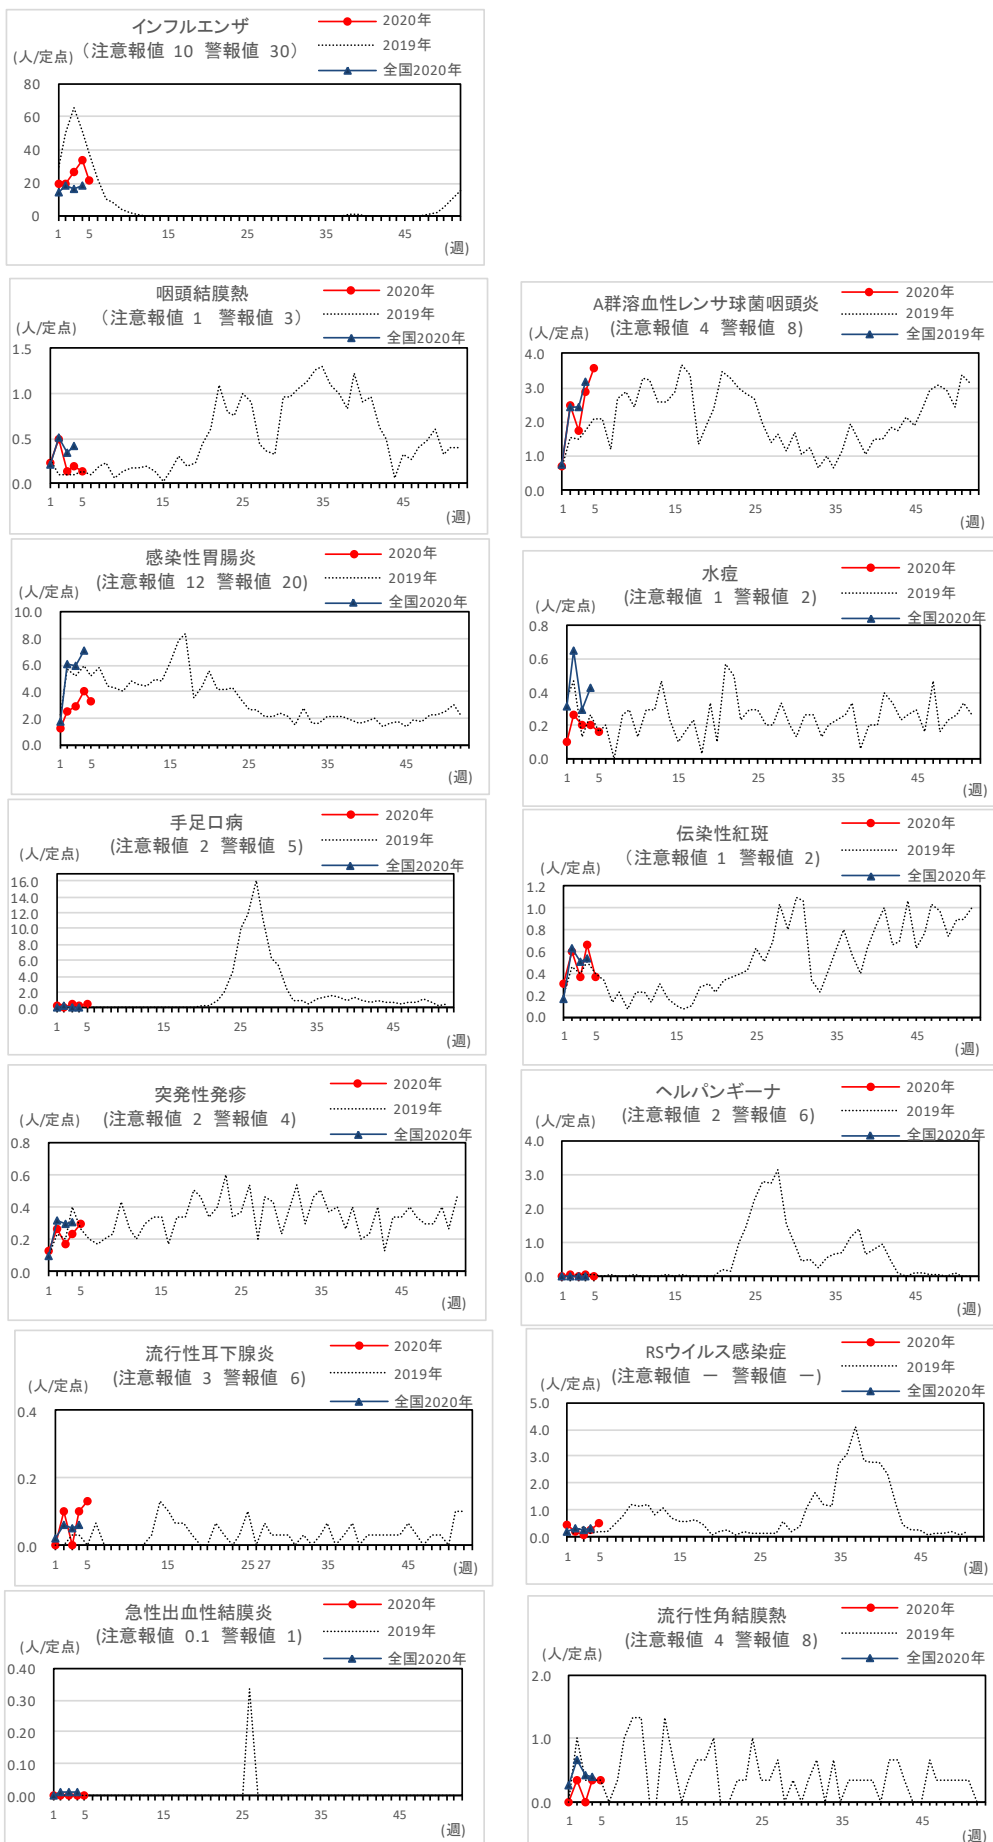 インフルエンザ
（注意報値 10 警報値 30）
(人/定点)
2020年
2019年
全国2020年
80
60
40
20
0
1 5 15 25 35 45
(週)
咽頭結膜熱
（注意報値 1 警報値 3）
(人/定点)
2020年
2019年
全国2020年
1.5
1.0
0.5
0.0
1 5 15 25 35 45
(週)
A群溶血性レンサ球菌咽頭炎
(注意報値 4 警報値 8)
(人/定点)
2020年
2019年
全国2019年
4.0
3.0
2.0
1.0
0.0
1 5 15 25 35 45
(週)
感染性胃腸炎
(注意報値 12 警報値 20)
(人/定点)
2020年
2019年
全国2020年
10.0
8.0
6.0
4.0
2.0
0.0
1 5 15 25 35 45
(週)
水痘
(注意報値 1 警報値 2)
(人/定点)
2020年
2019年
全国2020年
0.8
0.6
0.4
0.2
0.0
1 5 15 25 35 45
(週)
手足口病
(注意報値 2 警報値 5)
(人/定点)
2020年
2019年
全国2020年
16.0
14.0
12.0
10.0
8.0
6.0
4.0
2.0
0.0
1 5 15 25 35 45
(週)
伝染性紅斑
（注意報値 1 警報値 2)
(人/定点)
2020年
2019年
全国2020年
1.2
1.0
0.8
0.6
0.4
0.2
0.0
1 5 15 25 35 45
(週)
突発性発疹
(注意報値 2 警報値 4)
(人/定点)
2020年
2019年
全国2020年
0.8
0.6
0.4
0.2
0.0
1 5 15 25 35 45
(週)
ヘルパンギーナ
(注意報値 2 警報値 6)
(人/定点)
2020年
2019年
全国2020年
4.0
3.0
2.0
1.0
0.0
1 5 15 25 35 45
(週)
流行性耳下腺炎
(注意報値 3 警報値 6)
(人/定点)
2020年
2019年
全国2020年
0.4
0.2
0.0
1 5 15 25 27 35 45
(週)
RSウイルス感染症
(注意報値 ー 警報値 ー)
(人/定点)
2020年
2019年
全国2020年
5.0
4.0
3.0
2.0
1.0
0.0
1 5 15 25 35 45
(週)
急性出血性結膜炎
(注意報値 0.1 警報値 1)
(人/定点)
2020年
2019年
全国2020年
0.40
0.30
0.20
0.10
0.00
1 5 15 25 35 45
(週)
流行性角結膜熱
(注意報値 4 警報値 8)
(人/定点)
2020年
2019年
全国2020年
2.0
1.0
0.0
1 5 15 25 35 45
(週)